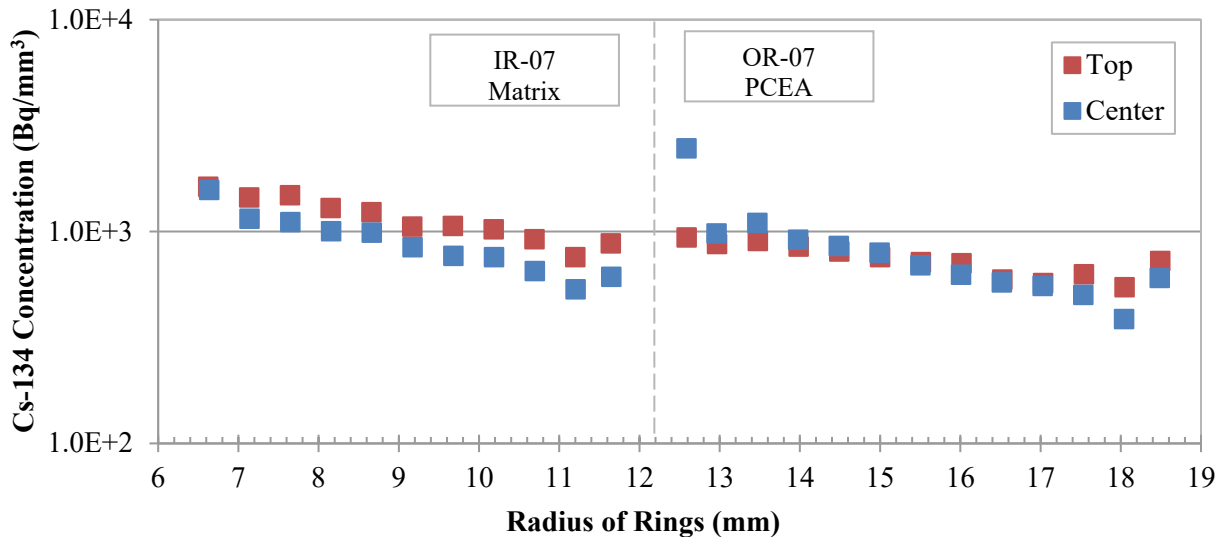 1.0E+4
IR-07
Matrix
OR-07
PCEA
Top
Center
1.0E+3
1.0E+2
Cs-134 Concentration (Bq/mm³)
6 7 8 9 10 11 12 13 14 15 16 17 18 19
Radius of Rings (mm)